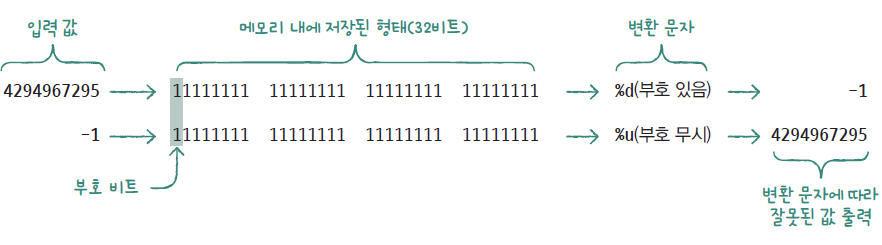 입력 값 메모리 내에 저장된 형태(32비트) 변환 문자
4294967295 11111111 11111111 11111111 11111111 %d(부호 있음) -1
-1 11111111 11111111 11111111 11111111 %u(부호 무시) 4294967295
부호 비트
변환 문자에 따라
잘못된 값 출력